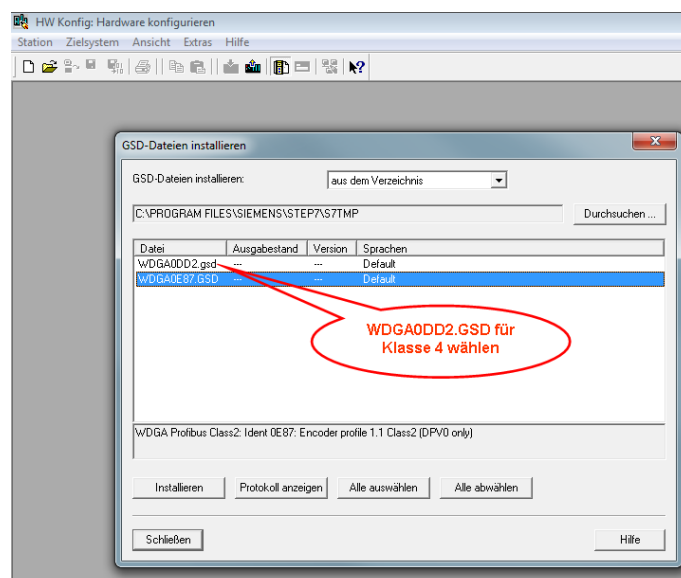 HW Konfig: Hardware konfigurieren
Station Zielsystem Ansicht Extras Hilfe
GSD-Dateien installieren
GSD-Dateien installieren: aus dem Verzeichnis
C:\PROGRAM FILES\SIEMENS\STEP7\S7TMP Durchsuchen ...
Datei Ausgabestand Version Sprachen
WDGA0DD2.gsd --- --- Default
WDGA0E87.GSD --- --- Default
WDGA0DD2.GSD für
Klasse 4 wählen
WDGA Profibus Class2: Ident 0E87: Encoder profile 1.1 Class2 (DPV0 only)
Installieren Protokoll anzeigen Alle auswählen Alle abwählen
Schließen Hilfe